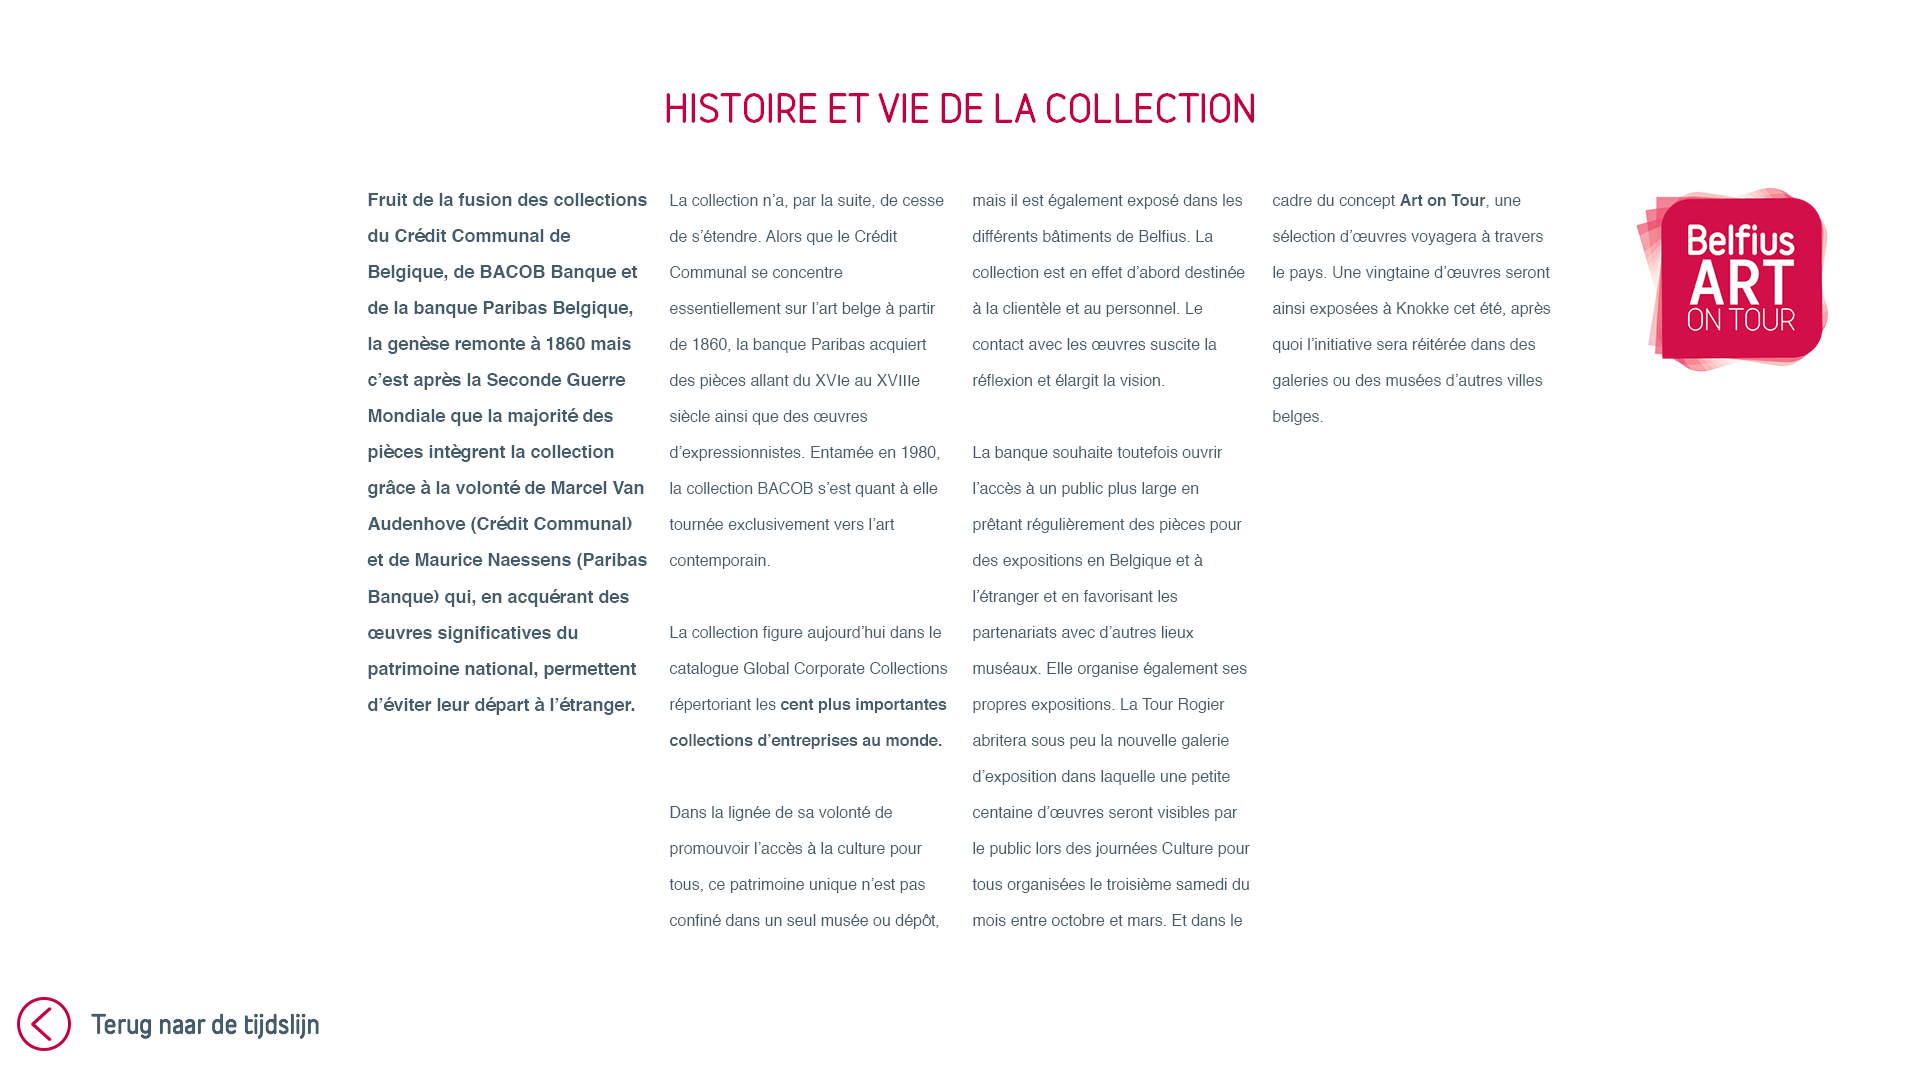 HISTOIRE ET VIE DE LA COLLECTION
Fruit de la fusion des collections
du Crédit Communal de
Belgique, de BACOB Banque et
de la banque Paribas Belgique,
la genèse remonte à 1860 mais
c’est après la Seconde Guerre
Mondiale que la majorité des
pièces intègrent la collection
grâce à la volonté de Marcel Van
Audenhove (Crédit Communal)
et de Maurice Naessens (Paribas
Banque) qui, en acquérant des
œuvres significatives du
patrimoine national, permettent
d’éviter leur départ à l’étranger.
La collection n’a, par la suite, de cesse
de s’étendre. Alors que le Crédit
Communal se concentre
essentiellement sur l’art belge à partir
de 1860, la banque Paribas acquiert
des pièces allant du XVIe au XVIIIe
siècle ainsi que des œuvres
d’expressionnistes. Entamée en 1980,
la collection BACOB s’est quant à elle
tournée exclusivement vers l’art
contemporain.
La collection figure aujourd’hui dans le
catalogue Global Corporate Collections
répertoriant les cent plus importantes
collections d’entreprises au monde.
Dans la lignée de sa volonté de
promouvoir l’accès à la culture pour
tous, ce patrimoine unique n’est pas
confiné dans un seul musée ou dépôt,
mais il est également exposé dans les
différents bâtiments de Belfius. La
collection est en effet d’abord destinée
à la clientèle et au personnel. Le
contact avec les œuvres suscite la
réflexion et élargit la vision.
La banque souhaite toutefois ouvrir
l’accès à un public plus large en
prêtant régulièrement des pièces pour
des expositions en Belgique et à
l’étranger et en favorisant les
partenariats avec d’autres lieux
muséaux. Elle organise également ses
propres expositions. La Tour Rogier
abritera sous peu la nouvelle galerie
d’exposition dans laquelle une petite
centaine d’œuvres seront visibles par
le public lors des journées Culture pour
tous organisées le troisième samedi du
mois entre octobre et mars. Et dans le
cadre du concept Art on Tour, une
sélection d’œuvres voyagera à travers
le pays. Une vingtaine d’œuvres seront
ainsi exposées à Knokke cet été, après
quoi l’initiative sera réitérée dans des
galeries ou des musées d’autres villes
belges.
Belfius
ART
ON TOUR
Terug naar de tijdslijn